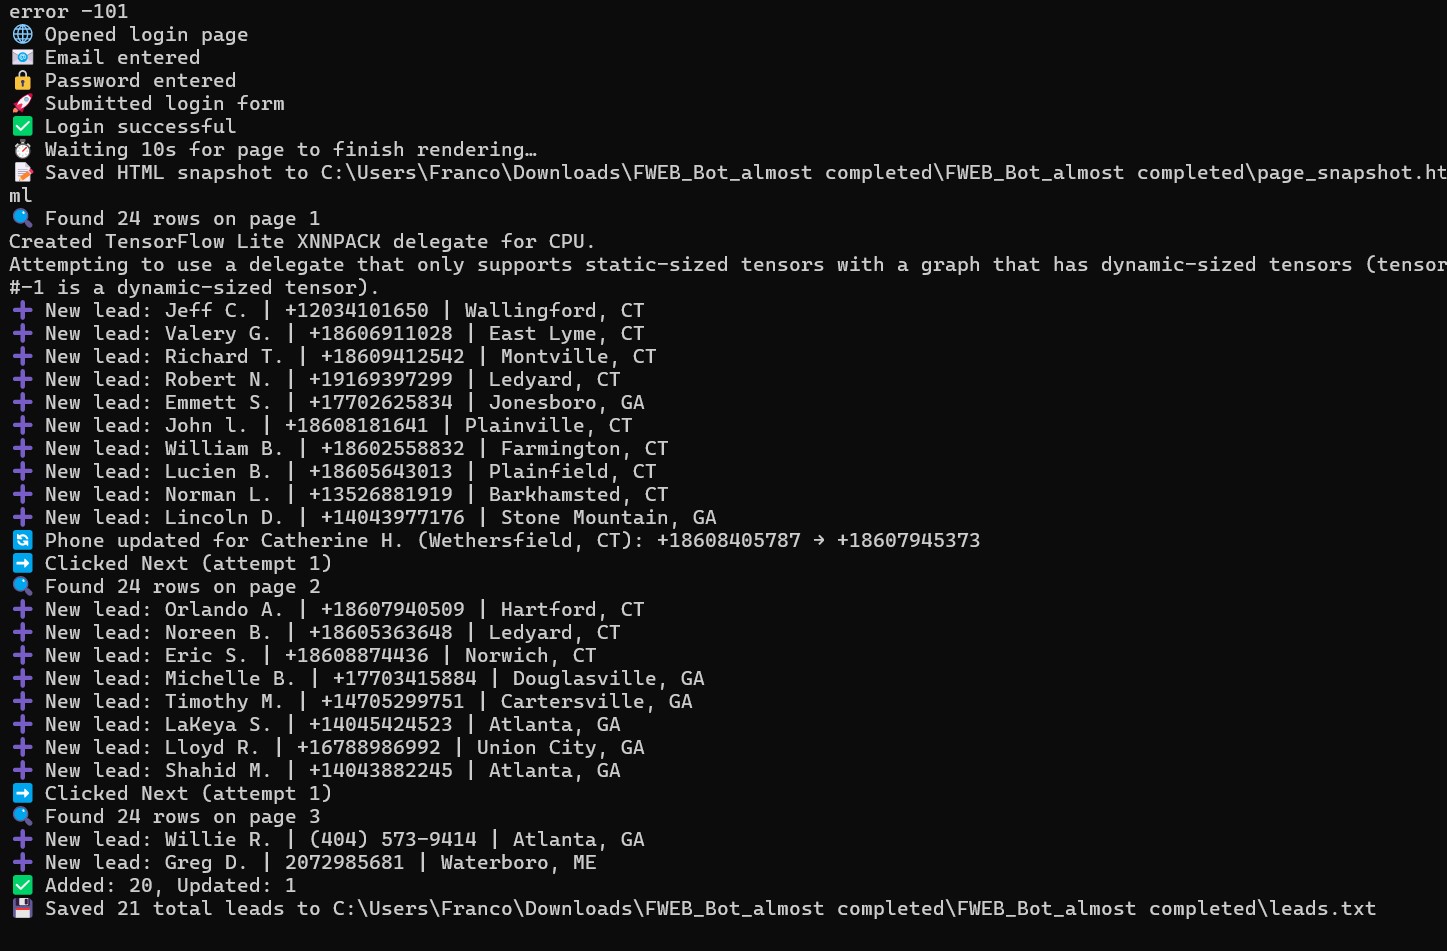 error -101
🌐 Opened login page
📧 Email entered
🔒 Password entered
🚀 Submitted login form
✅ Login successful
⏱ Waiting 10s for page to finish rendering…
📝 Saved HTML snapshot to C:\Users\Franco\Downloads\FWEB_Bot_almost completed\FWEB_Bot_almost completed\page_snapshot.ht
ml
🔍 Found 24 rows on page 1
Created TensorFlow Lite XNNPACK delegate for CPU.
Attempting to use a delegate that only supports static-sized tensors with a graph that has dynamic-sized tensors (tensor
#-1 is a dynamic-sized tensor).
➕ New lead: Jeff C. | +12034101650 | Wallingford, CT
➕ New lead: Valery G. | +18606911028 | East Lyme, CT
➕ New lead: Richard T. | +18609412542 | Montville, CT
➕ New lead: Robert N. | +19169397299 | Ledyard, CT
➕ New lead: Emmett S. | +17702625834 | Jonesboro, GA
➕ New lead: John l. | +18608181641 | Plainville, CT
➕ New lead: William B. | +18602558832 | Farmington, CT
➕ New lead: Lucien B. | +18605643013 | Plainfield, CT
➕ New lead: Norman L. | +13526881919 | Barkhamsted, CT
➕ New lead: Lincoln D. | +14043977176 | Stone Mountain, GA
🔄 Phone updated for Catherine H. (Wethersfield, CT): +18608405787 → +18607945373
➡ Clicked Next (attempt 1)
🔍 Found 24 rows on page 2
➕ New lead: Orlando A. | +18607940509 | Hartford, CT
➕ New lead: Noreen B. | +18605363648 | Ledyard, CT
➕ New lead: Eric S. | +18608874436 | Norwich, CT
➕ New lead: Michelle B. | +17703415884 | Douglasville, GA
➕ New lead: Timothy M. | +14705299751 | Cartersville, GA
➕ New lead: LaKeya S. | +14045424523 | Atlanta, GA
➕ New lead: Lloyd R. | +16788986992 | Union City, GA
➕ New lead: Shahid M. | +14043882245 | Atlanta, GA
➡ Clicked Next (attempt 1)
🔍 Found 24 rows on page 3
➕ New lead: Willie R. | (404) 573-9414 | Atlanta, GA
➕ New lead: Greg D. | 2072985681 | Waterboro, ME
✅ Added: 20, Updated: 1
💾 Saved 21 total leads to C:\Users\Franco\Downloads\FWEB_Bot_almost completed\FWEB_Bot_almost completed\leads.txt